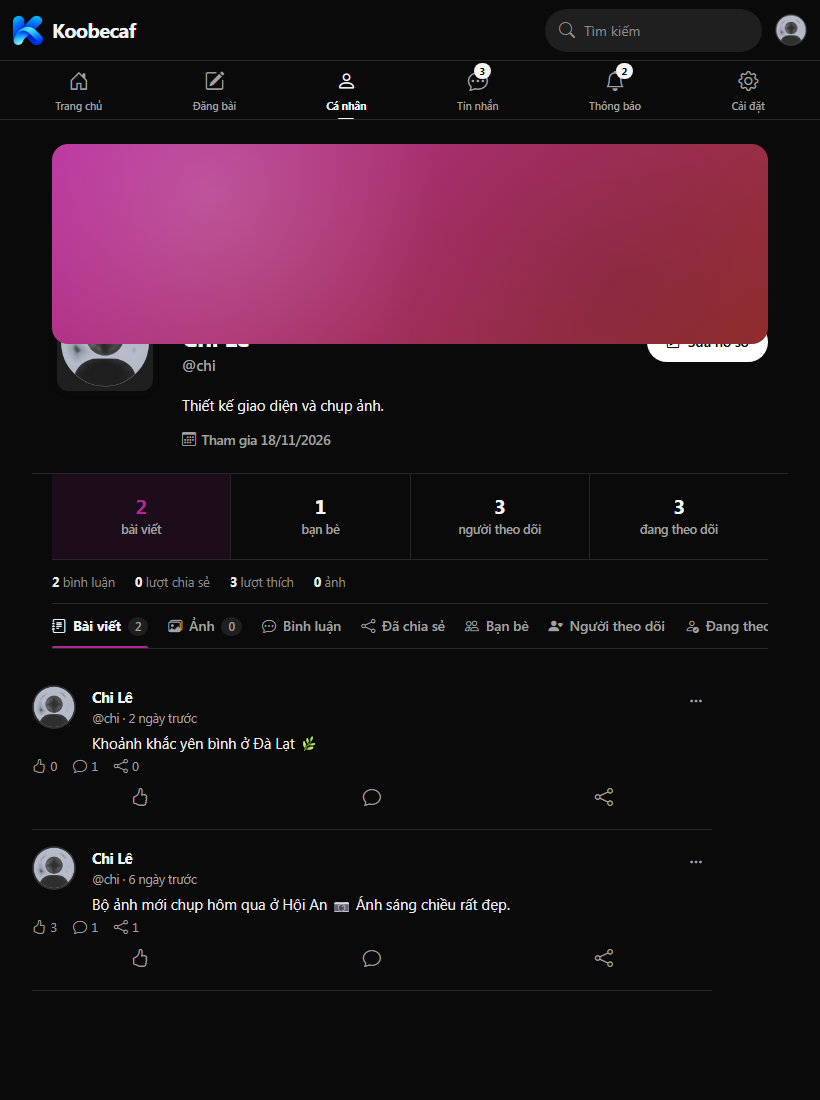 Koobecaf
Tìm kiếm
Trang chủ
Đăng bài
Cá nhân
3
Tin nhắn
2
Thông báo
Cài đặt
Chi Lê
@chi
Thiết kế giao diện và chụp ảnh.
Tham gia 18/11/2026
2
bài viết
1
bạn bè
3
người theo dõi
3
đang theo dõi
2 bình luận 0 lượt chia sẻ 3 lượt thích 0 ảnh
Bài viết 2 Ảnh 0 Bình luận Đã chia sẻ Bạn bè Người theo dõi Đang
Chi Lê
@chi · 2 ngày trước
Khoảnh khắc yên bình ở Đà Lạt 🌿
0 1 0
Chi Lê
@chi · 6 ngày trước
Bộ ảnh mới chụp hôm qua ở Hội An 📷 Ánh sáng chiều rất đẹp.
3 1 1